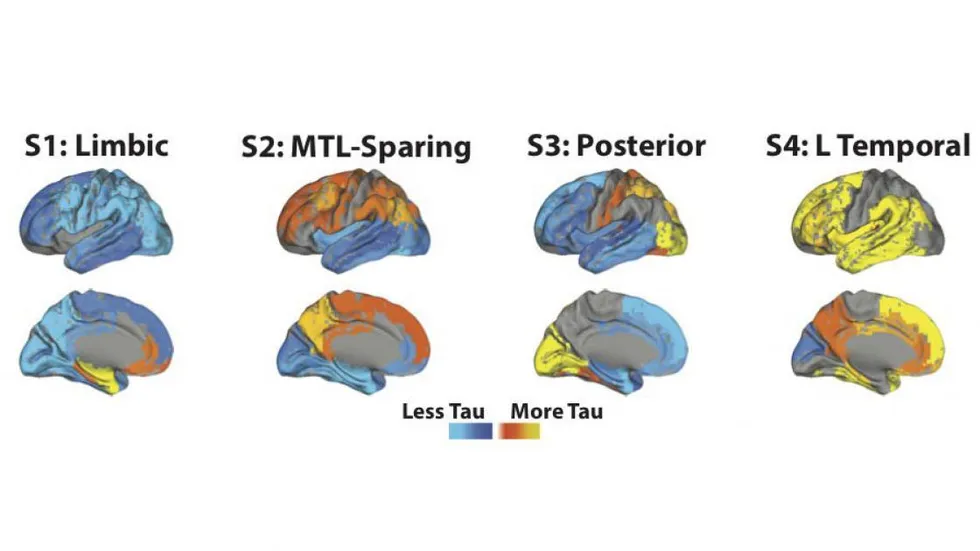 S1: Limbic
S2: MTL-Sparing
S3: Posterior
S4: L Temporal
Less Tau
More Tau